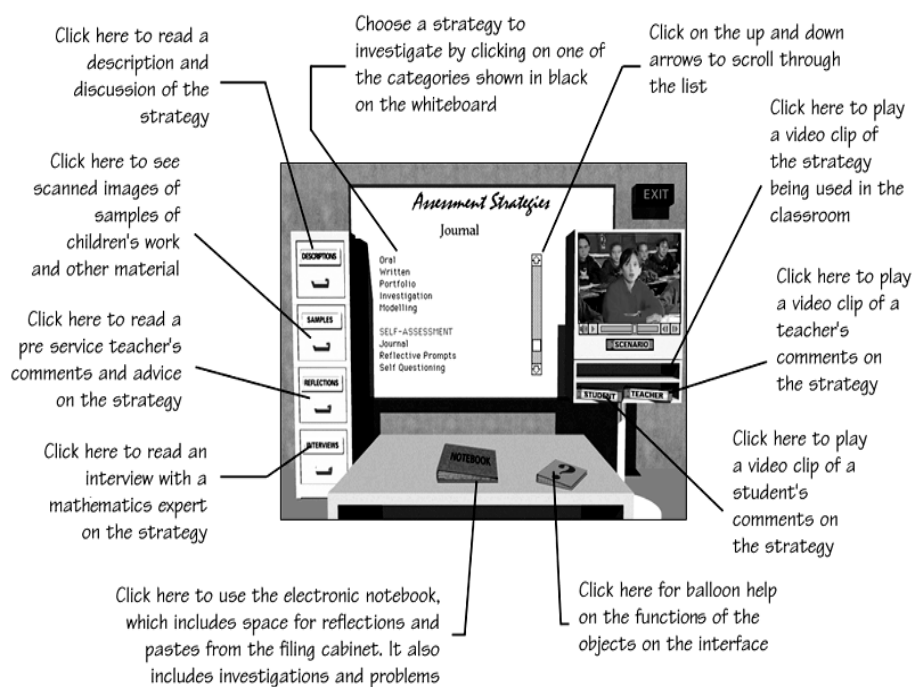 Click here to read a
description and
discussion of the
strategy
Choose a strategy to
investigate by clicking on one of
the categories shown in black
on the whiteboard
Click on the up and down
arrows to scroll through
the list
Click here to play
a video clip of
the strategy
being used in the
classroom
Click here to see
scanned images of
samples of
children's work
and other material
Click here to read a
pre service teacher's
comments and advice
on the strategy
Click here to read an
interview with a
mathematics expert
on the strategy
DESCRIPTIONS
SAMPLES
REFLECTIONS
INTERVIEWS
Assessment Strategies
Journal
Oral
Written
Portfolio
Investigation
Modelling
SELF-ASSESSMENT
Journal
Reflective Prompts
Self Questioning
EXIT
SCENARIO
STUDENT
TEACHER
NOTEBOOK
?
Click here to play
a video clip of a
teacher's
comments on
the strategy
Click here to play
a video clip of a
student's
comments on
the strategy
Click here to use the electronic notebook,
which includes space for reflections and
pastes from the filing cabinet. It also
includes investigations and problems
Click here for balloon help
on the functions of the
objects on the interface